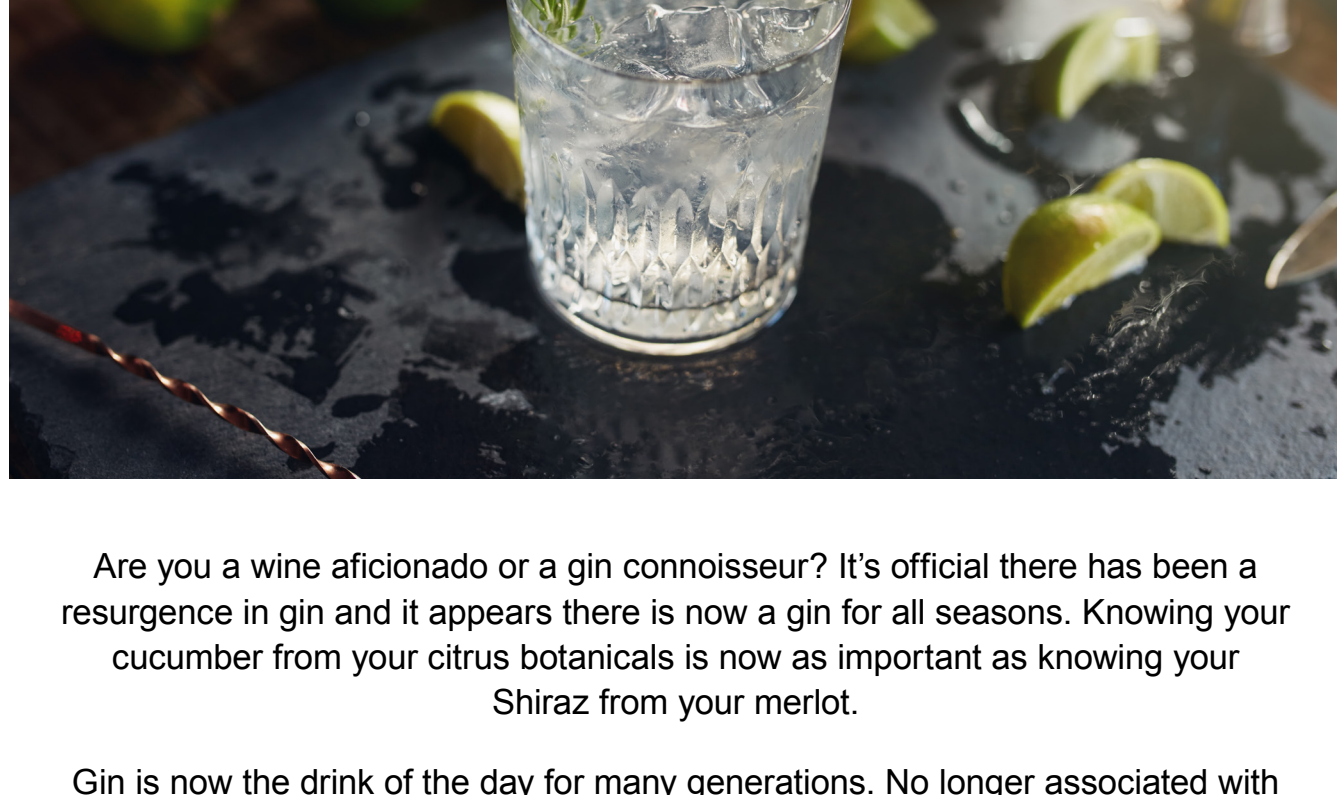 Are you a wine aficionado or a gin connoisseur? It’s official there has been a
resurgence in gin and it appears there is now a gin for all seasons. Knowing your
cucumber from your citrus botanicals is now as important as knowing your
Shiraz from your merlot.
Gin is now the drink of the day for many generations. No longer associated with